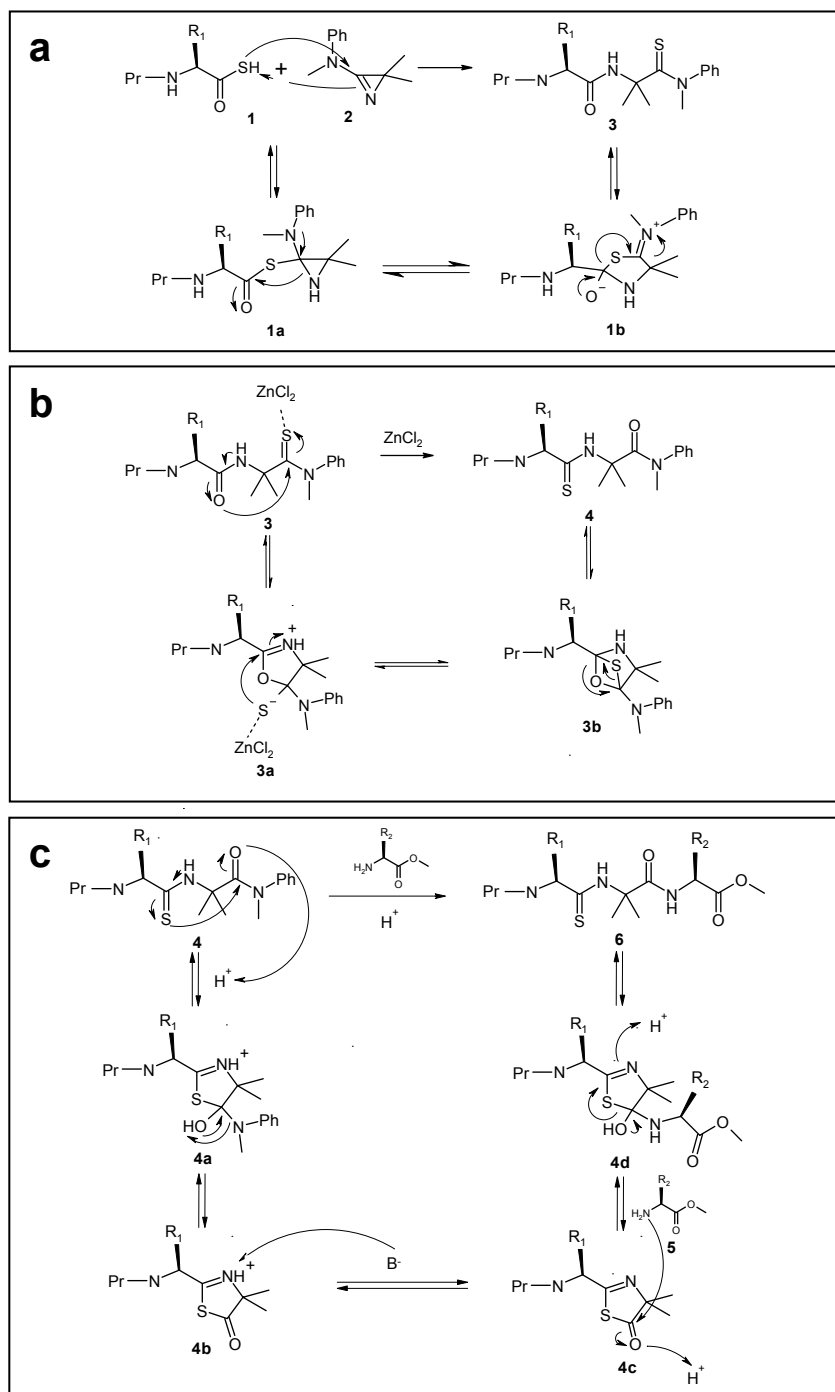 a
R1
Pr N H
SH
O
1
+
Ph
N
N
2
R1
Pr N H
H N
O
S
N Ph
3
R1
Pr N H
S
O
Ph
N
N H
1a
R1
Pr N H
S
O−
N+ Ph
N H
1b
b
ZnCl2
R1
Pr N
H N
O
S
N Ph
3
ZnCl2
R1
Pr N
H N
S
O
N Ph
4
R1
Pr N
+
NH
O
S−
N Ph
ZnCl2
3a
R1
Pr N
NH
S
O
N Ph
3b
c
R1
Pr N
H N
S
O
N Ph
4
H+
R2
H2N
O
O
H+
R1
Pr N
H N
S
O
N H
R2
O
O
6
R1
Pr N
+
NH
S
HO
N Ph
4a
H+
R1
Pr N
N
S
HO
N H
R2
O
O
4d
R1
Pr N
+
NH
S
O
4b
B-
R2
H2N
O
O
5
R1
Pr N
N
S
O
4c
H+